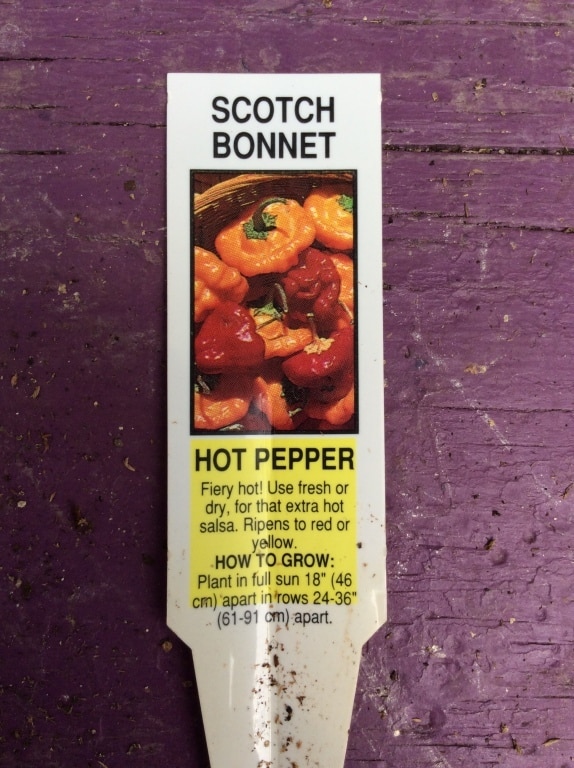 SCOTCH
BONNET
HOT PEPPER
Fiery hot! Use fresh or
dry, for that extra hot
salsa. Ripens to red or
yellow.
HOW TO GROW:
Plant in full sun 18" (46
cm) apart in rows 24-36"
(61-91 cm) apart.